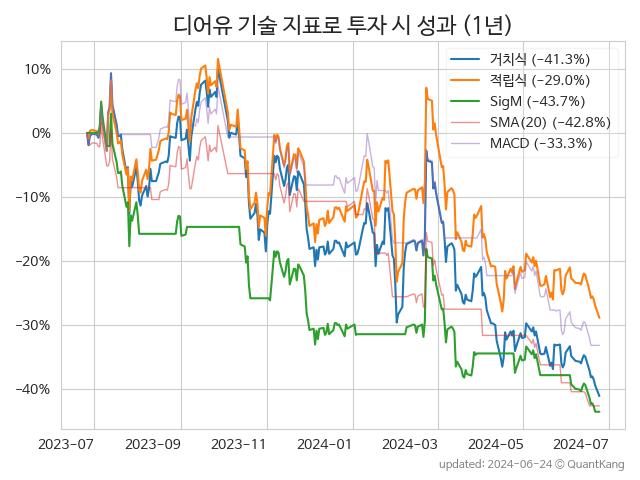 디어유 기술 지표로 투자 시 성과 (1년)
거치식 (−41.3%)
적립식 (−29.0%)
SigM (−43.7%)
SMA(20) (−42.8%)
MACD (−33.3%)
10%
0%
−10%
−20%
−30%
−40%
2023-07 2023-09 2023-11 2024-01 2024-03 2024-05 2024-07
updated: 2024-06-24 © QuantKang